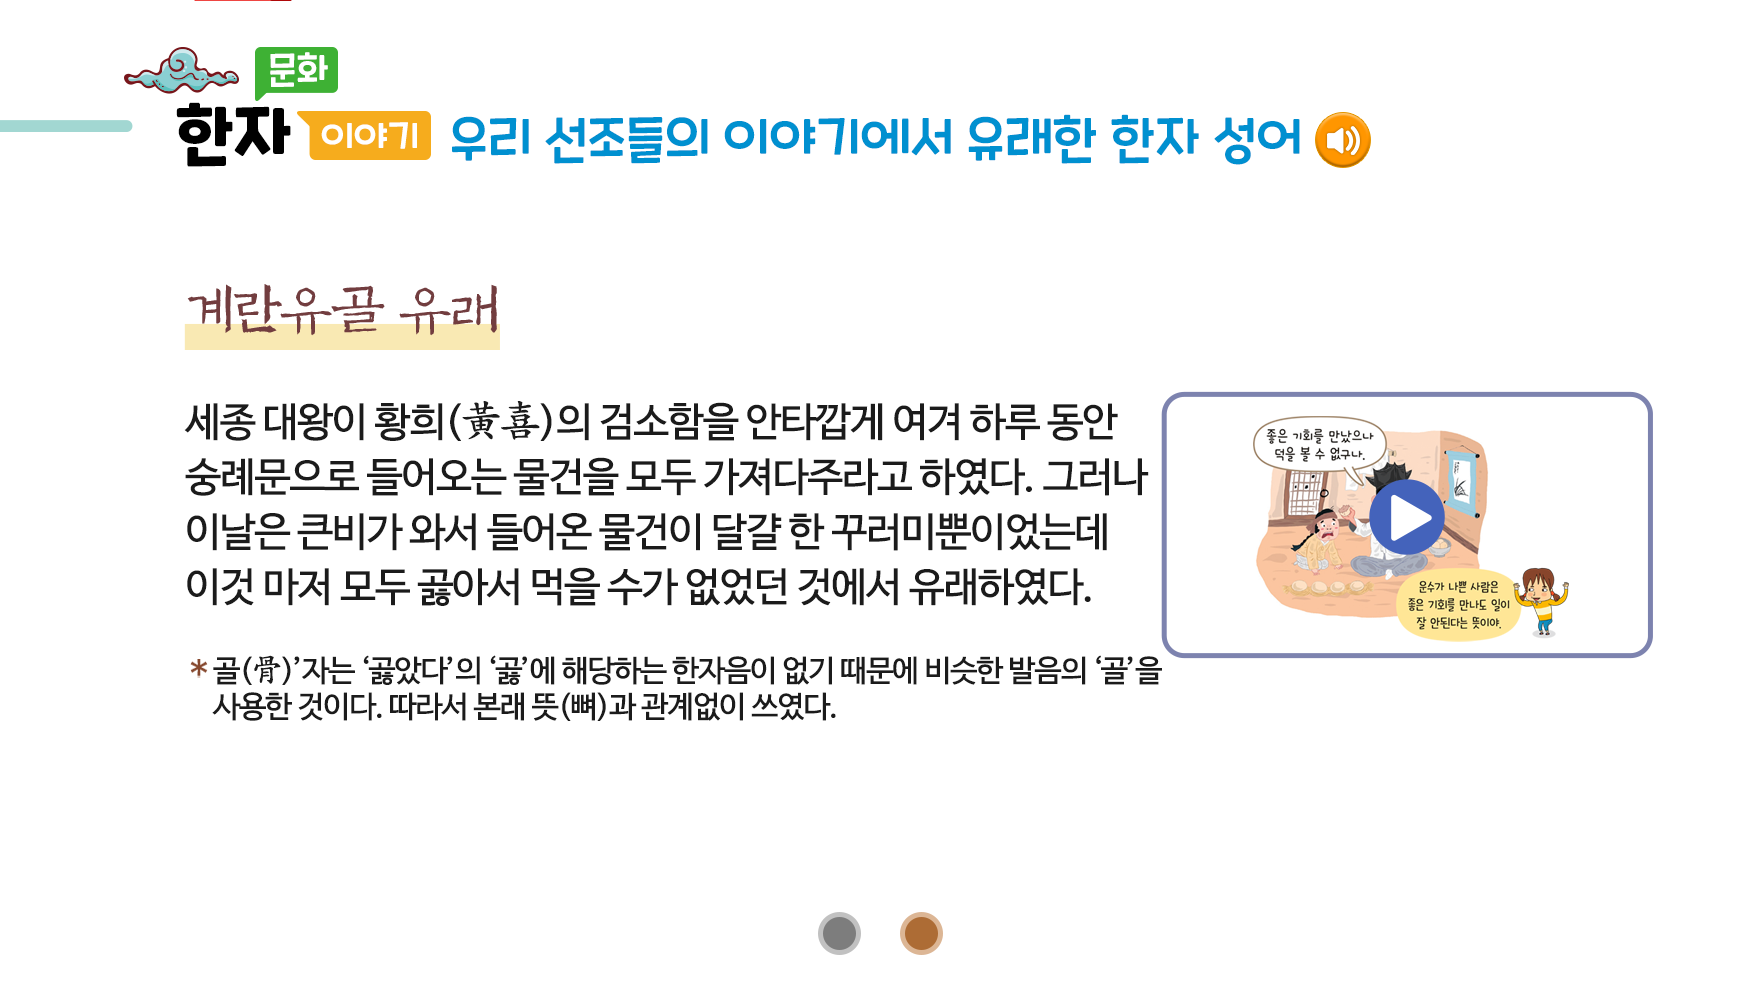 문화
한자 이야기 우리 선조들의 이야기에서 유래한 한자 성어
계란유골 유래
세종 대왕이 황희(黃喜)의 검소함을 안타깝게 여겨 하루 동안
숭례문으로 들어오는 물건을 모두 가져다주라고 하였다. 그러나
이날은 큰비가 와서 들어온 물건이 달걀 한 꾸러미뿐이었는데
이것 마저 모두 곯아서 먹을 수가 없었던 것에서 유래하였다.
*골(骨)’자는 ‘곯았다’의 ‘곯’에 해당하는 한자음이 없기 때문에 비슷한 발음의 ‘골’을
사용한 것이다. 따라서 본래 뜻(뼈)과 관계없이 쓰였다.
좋은 기회를 만났으나
덕을 볼 수 없구나.
운수가 나쁜 사람은
좋은 기회를 만나도 일이
잘 안된다는 뜻이야.